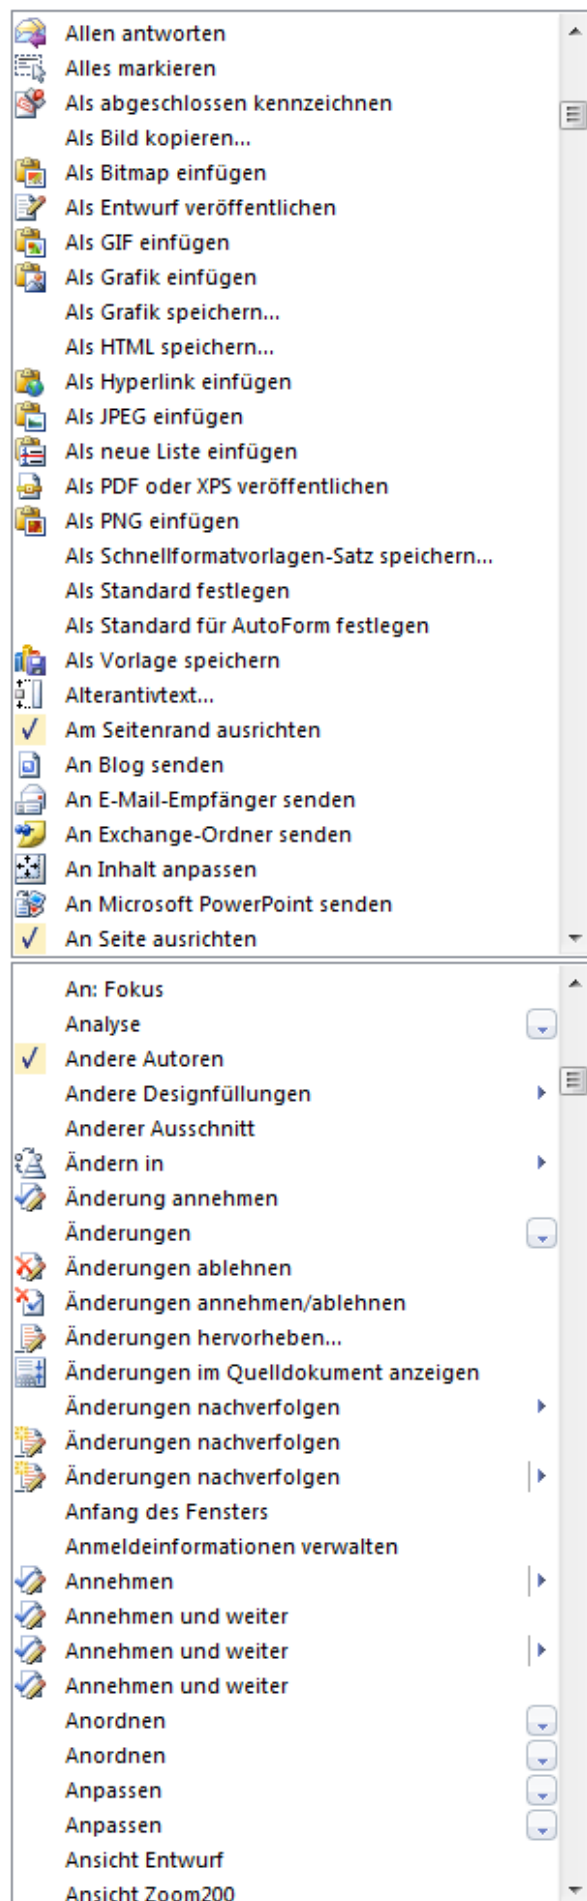 Allen antworten
Alles markieren
Als abgeschlossen kennzeichnen
Als Bild kopieren...
Als Bitmap einfügen
Als Entwurf veröffentlichen
Als GIF einfügen
Als Grafik einfügen
Als Grafik speichern...
Als HTML speichern...
Als Hyperlink einfügen
Als JPEG einfügen
Als neue Liste einfügen
Als PDF oder XPS veröffentlichen
Als PNG einfügen
Als Schnellformatvorlagen-Satz speichern...
Als Standard festlegen
Als Standard für AutoForm festlegen
Als Vorlage speichern
Alterantivtext...
Am Seitenrand ausrichten
An Blog senden
An E-Mail-Empfänger senden
An Exchange-Ordner senden
An Inhalt anpassen
An Microsoft PowerPoint senden
An Seite ausrichten
An: Fokus
Analyse
Andere Autoren
Andere Designfüllungen
Anderer Ausschnitt
Ändern in
Änderung annehmen
Änderungen
Änderungen ablehnen
Änderungen annehmen/ablehnen
Änderungen hervorheben...
Änderungen im Quelldokument anzeigen
Änderungen nachverfolgen
Änderungen nachverfolgen
Änderungen nachverfolgen
Anfang des Fensters
Anmeldeinformationen verwalten
Annehmen
Annehmen und weiter
Annehmen und weiter
Annehmen und weiter
Anordnen
Anordnen
Anpassen
Anpassen
Ansicht Entwurf
Ansicht Zoom200